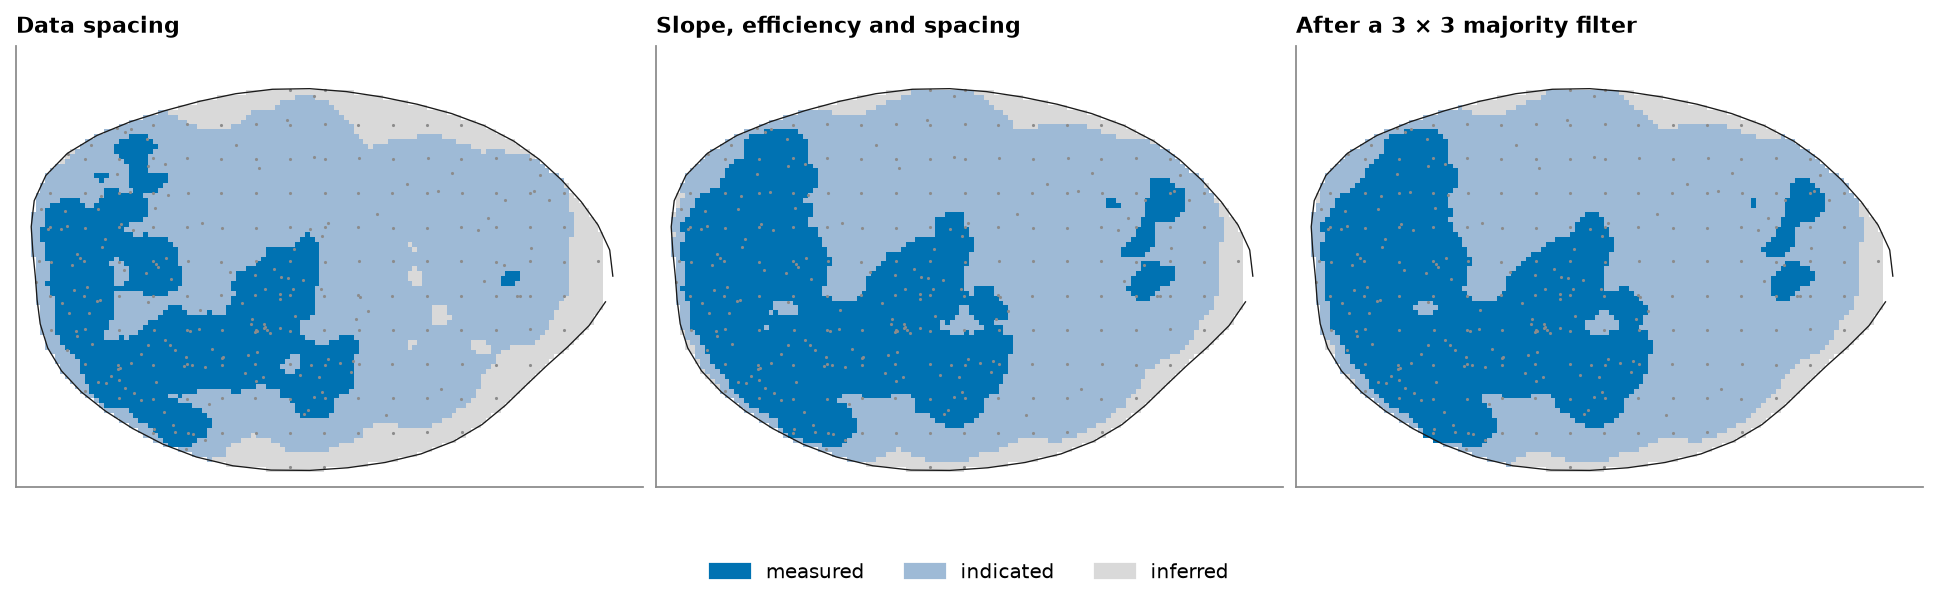 Data spacing
Slope, efficiency and spacing
After a 3 × 3 majority filter
measured
indicated
inferred